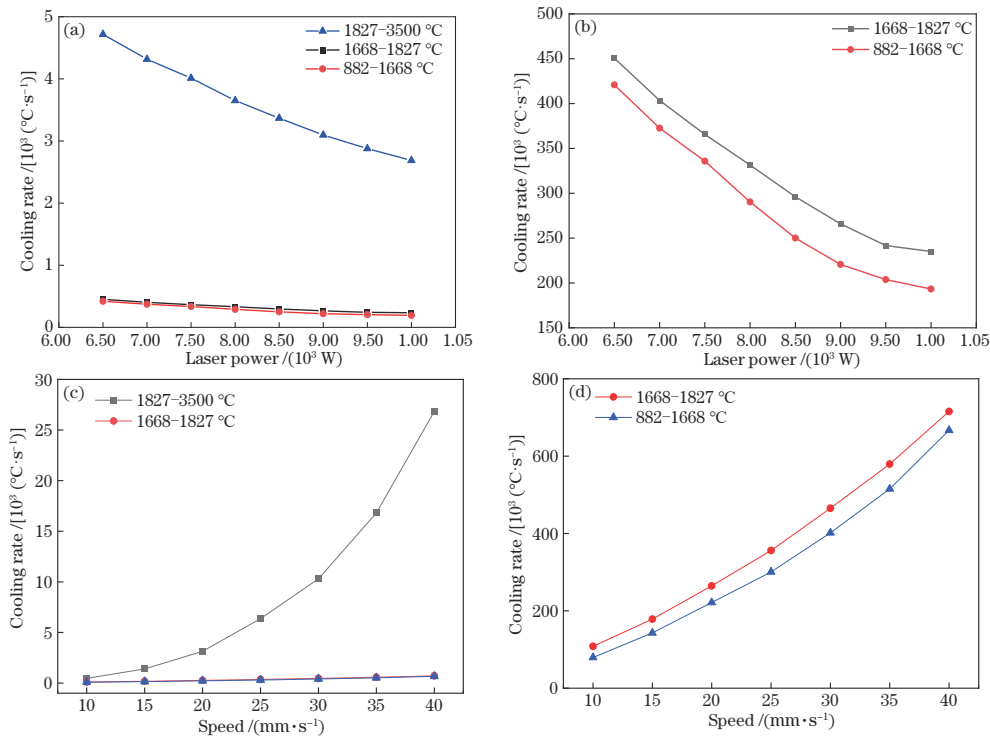 (a)
1827–3500 °C
1668–1827 °C
882–1668 °C
5
4
3
2
1
0
Cooling rate /[10³ (°C·s⁻¹)]
6.00 6.50 7.00 7.50 8.00 8.50 9.00 9.50 1.00 1.05
Laser power /(10³ W)
(b)
1668–1827 °C
882–1668 °C
500
450
400
350
300
250
200
150
Cooling rate /[10³ (°C·s⁻¹)]
6.00 6.50 7.00 7.50 8.00 8.50 9.00 9.50 1.00 1.05
Laser power /(10³ W)
(c)
1827–3500 °C
1668–1827 °C
30
25
20
15
10
5
0
Cooling rate /[10³ (°C·s⁻¹)]
10 15 20 25 30 35 40
Speed /(mm·s⁻¹)
(d)
1668–1827 °C
882–1668 °C
800
600
400
200
0
Cooling rate /[10³ (°C·s⁻¹)]
10 15 20 25 30 35 40
Speed /(mm·s⁻¹)